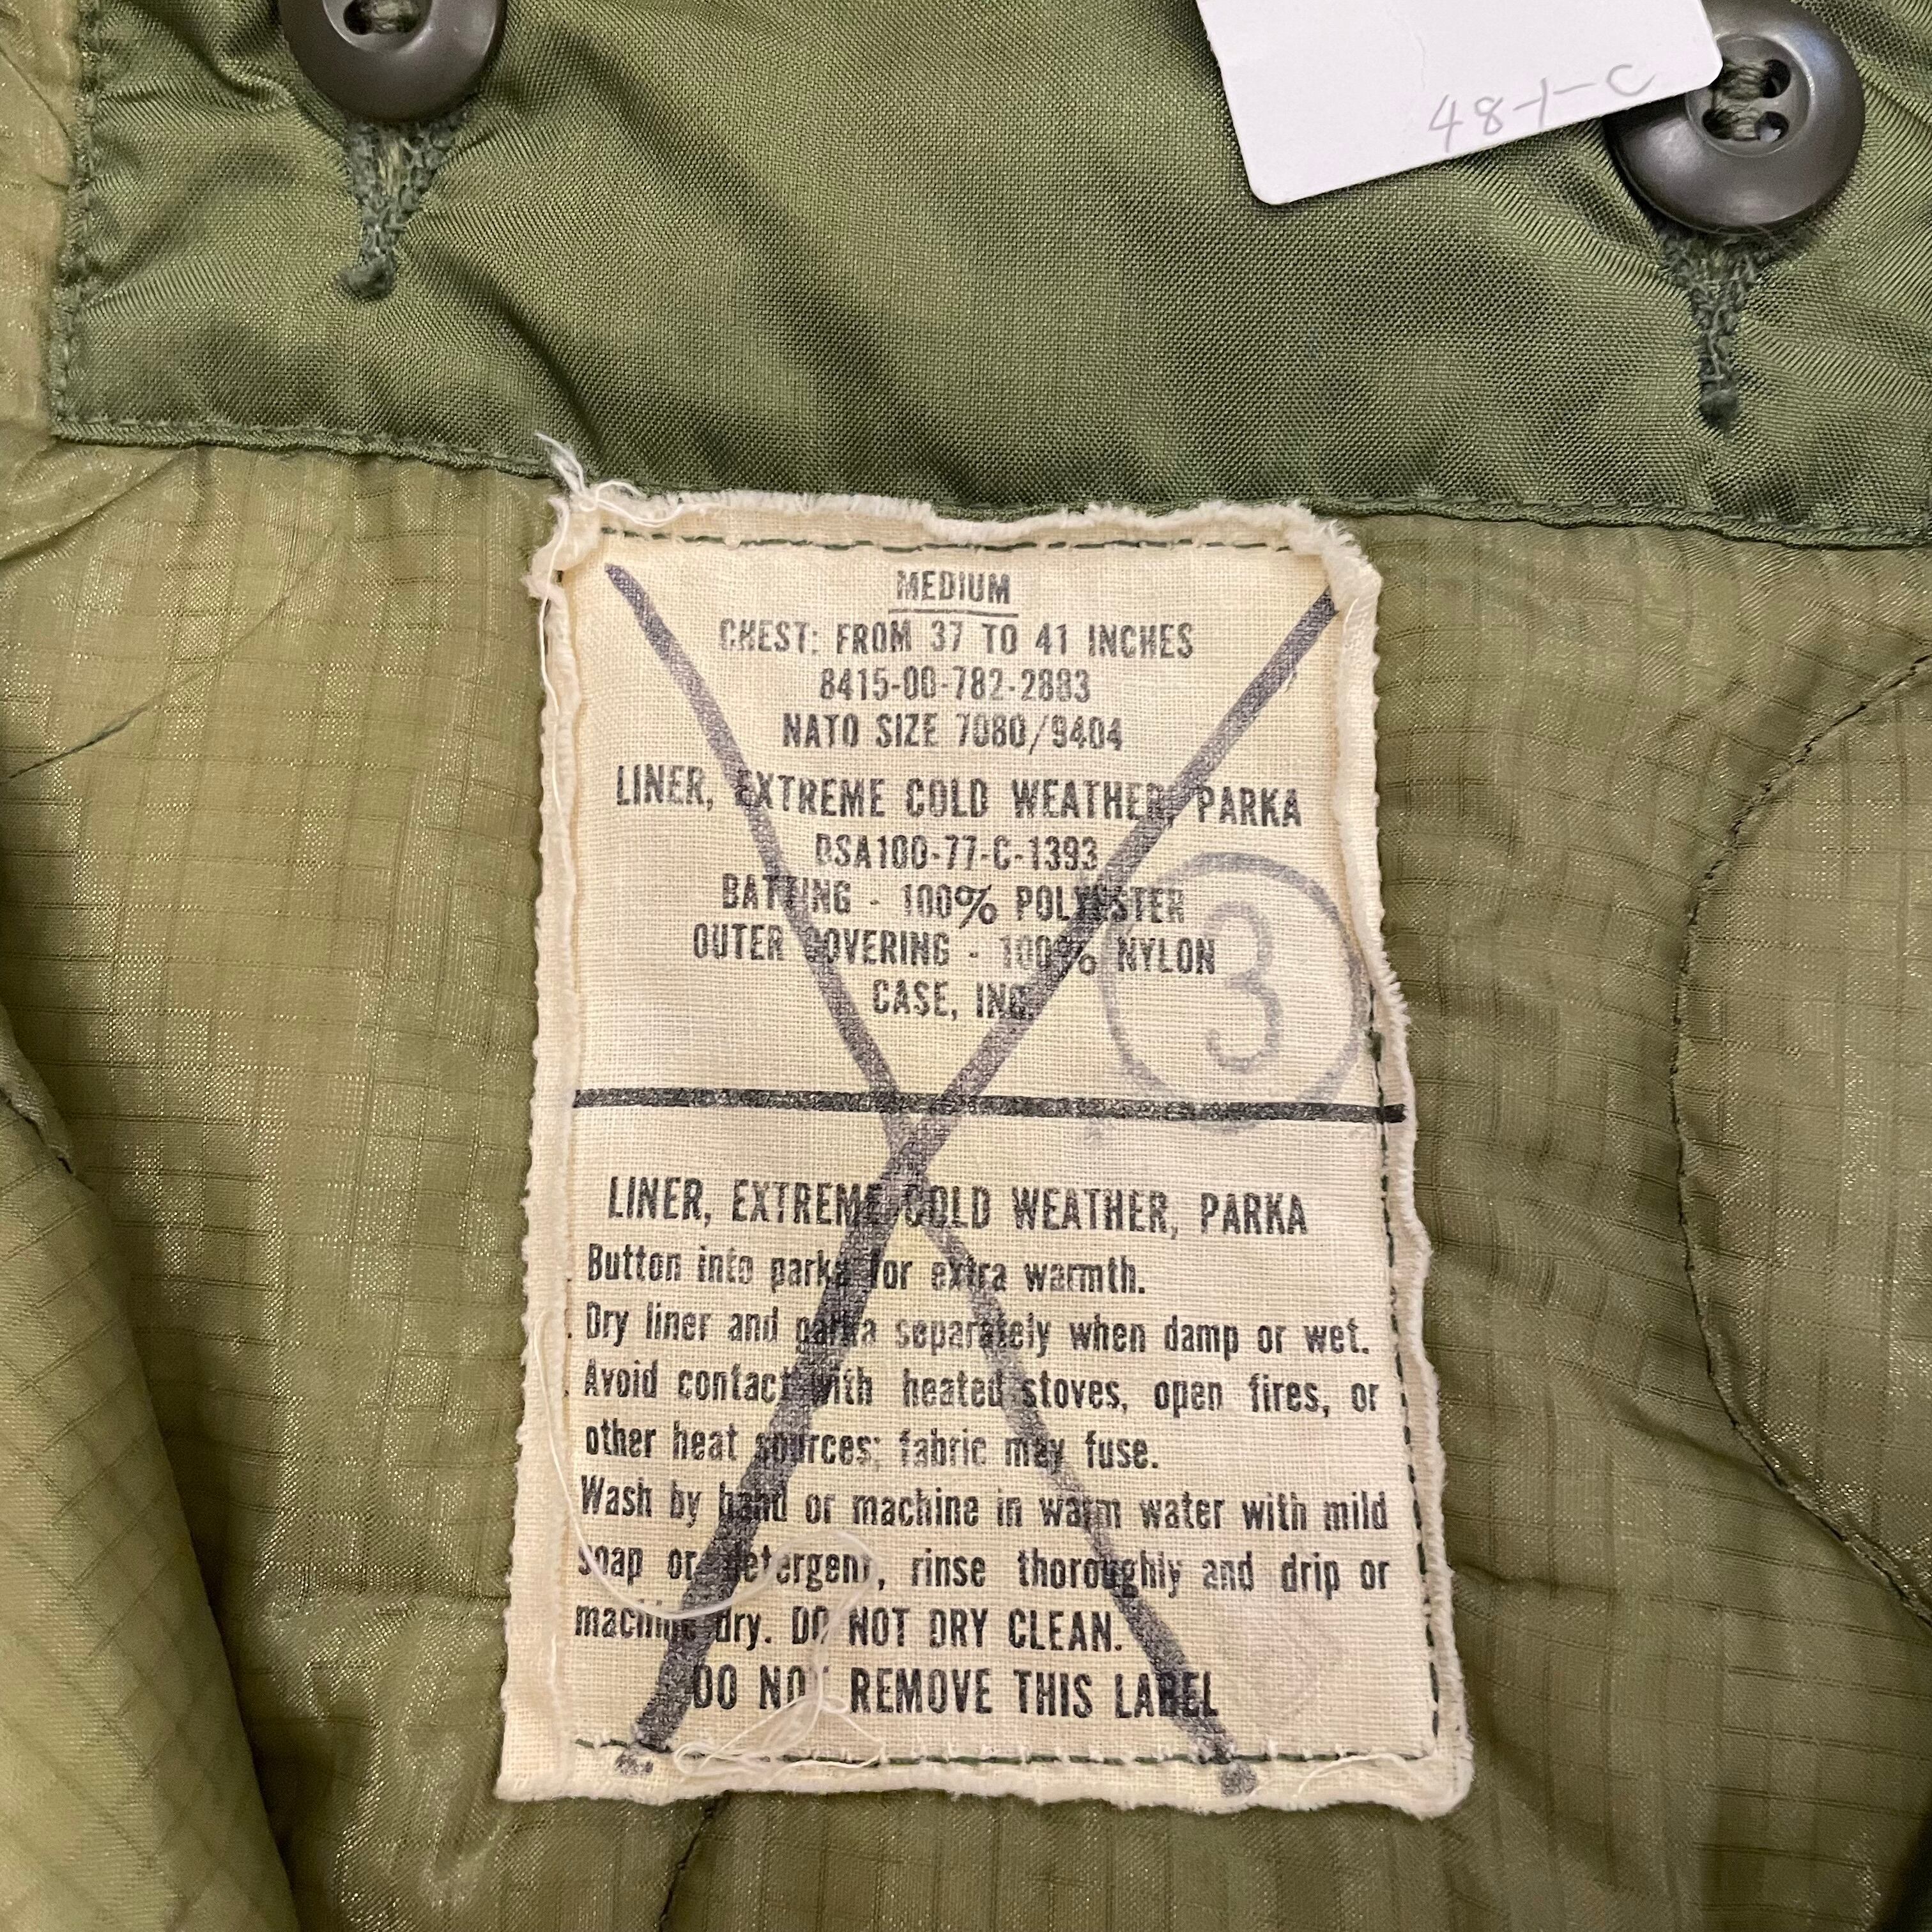 48-1-C
MEDIUM
CHEST: FROM 37 TO 41 INCHES
8415-00-782-2883
NATO SIZE 7080/9404
LINER, EXTREME COLD WEATHER, PARKA
DSA100-77-C-1393
BATTING - 100% POLYESTER
OUTER COVERING - 100% NYLON
CASE, INC.
3
LINER, EXTREME COLD WEATHER, PARKA
Button into parka for extra warmth.
Dry liner and parka separately when damp or wet.
Avoid contact with heated stoves, open fires, or
other heat sources; fabric may fuse.
Wash by hand or machine in warm water with mild
soap or detergent, rinse thoroughly and drip or
machine dry. DO NOT DRY CLEAN.
DO NOT REMOVE THIS LABEL